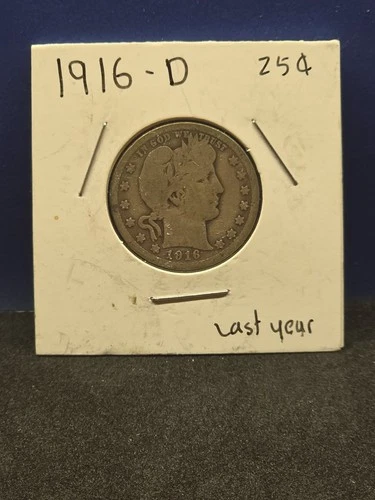 1916-D 25¢
IN GOD WE TRUST
1916
Last year